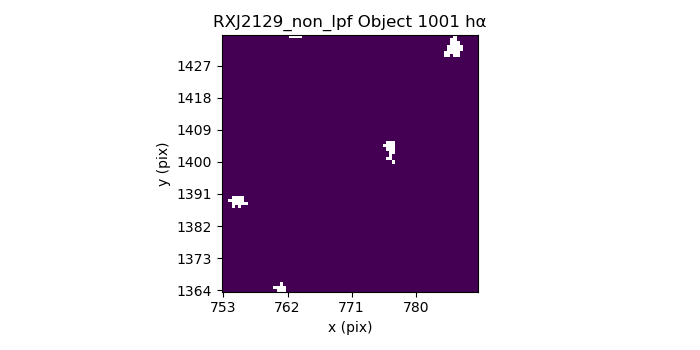 RXJ2129_non_lpf Object 1001 hα
1427
1418
1409
1400
1391
1382
1373
1364
y (pix)
753 762 771 780
x (pix)